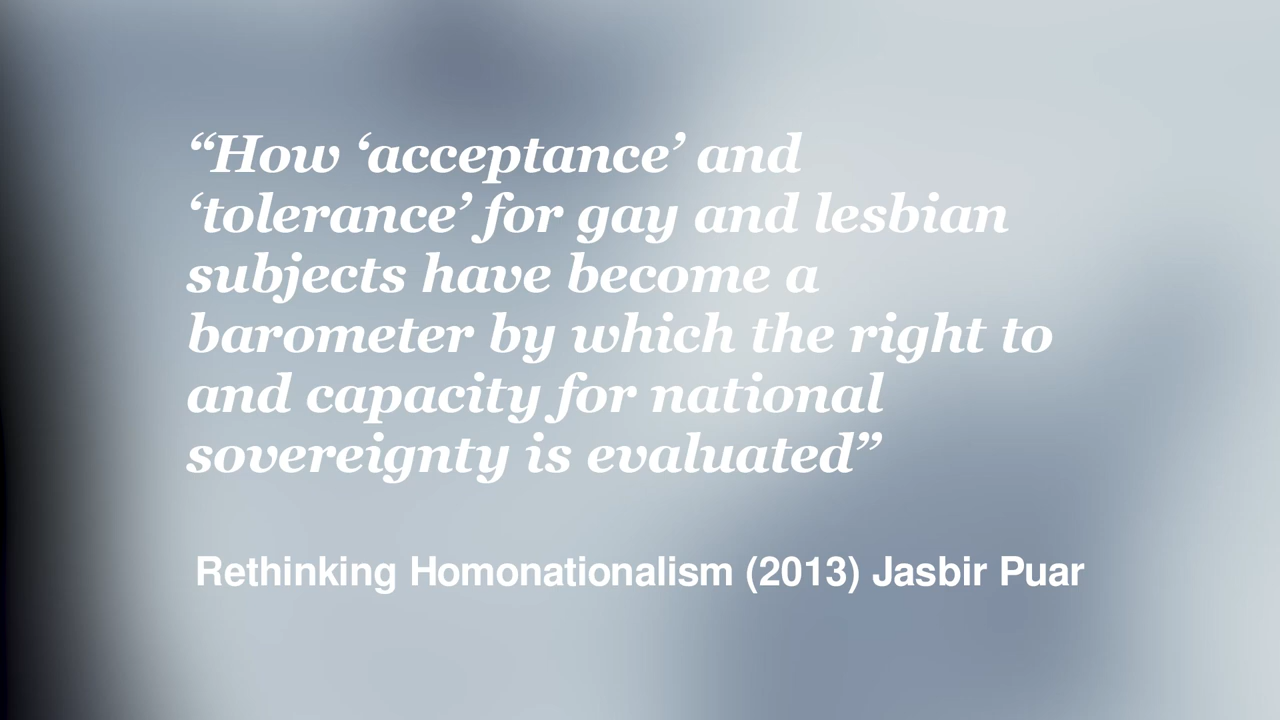 “How ‘acceptance’ and
‘tolerance’ for gay and lesbian
subjects have become a
barometer by which the right to
and capacity for national
sovereignty is evaluated”
Rethinking Homonationalism (2013) Jasbir Puar